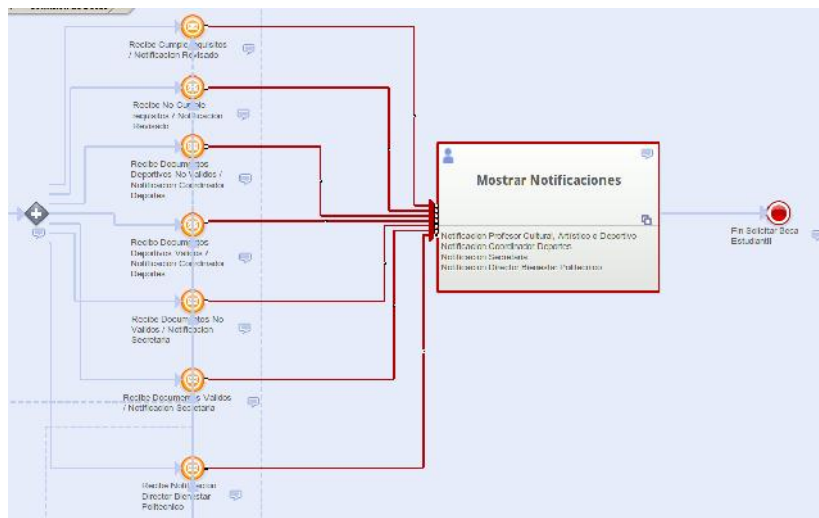 Recibe Cumple requisitos
/ Notificacion Revisado
Recibe No Cumple
requisitos / Notificacion
Revisado
Recibe Documentos
Deportivos No Validos /
Notificacion Coordinador
Deportes
Recibe Documentos
Deportivos Validos /
Notificacion Coordinador
Deportes
Recibe Documentos No
Validos / Notificacion
Secretaria
Recibe Documentos Validos
/ Notificacion Secretaria
Recibe Notificacion
Director Bienestar
Politecnico
Mostrar Notificaciones
Notificacion Profesor Cultural, Artistico o Deportivo
Notificacion Coordinador Deportes
Notificacion Secretaria
Notificacion Director Bienestar Politecnico
Fin Solicitar Beca
Estudiantil